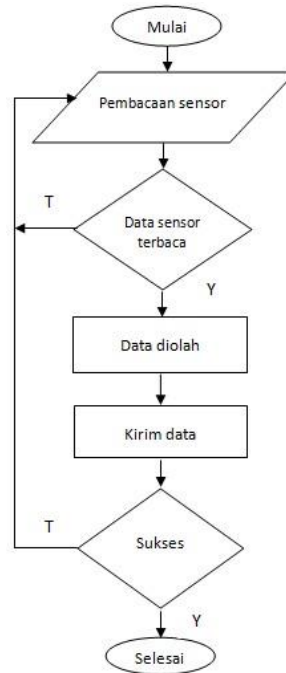 Mulai
Pembacaan sensor
T
Data sensor
terbaca
Y
Data diolah
Kirim data
T
Sukses
Y
Selesai